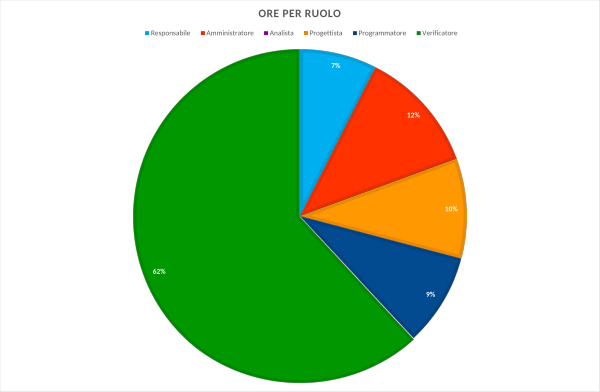 ORE PER RUOLO
Responsabile Amministratore Analista Progettista Programmatore Verificatore
7%
12%
10%
62%
9%